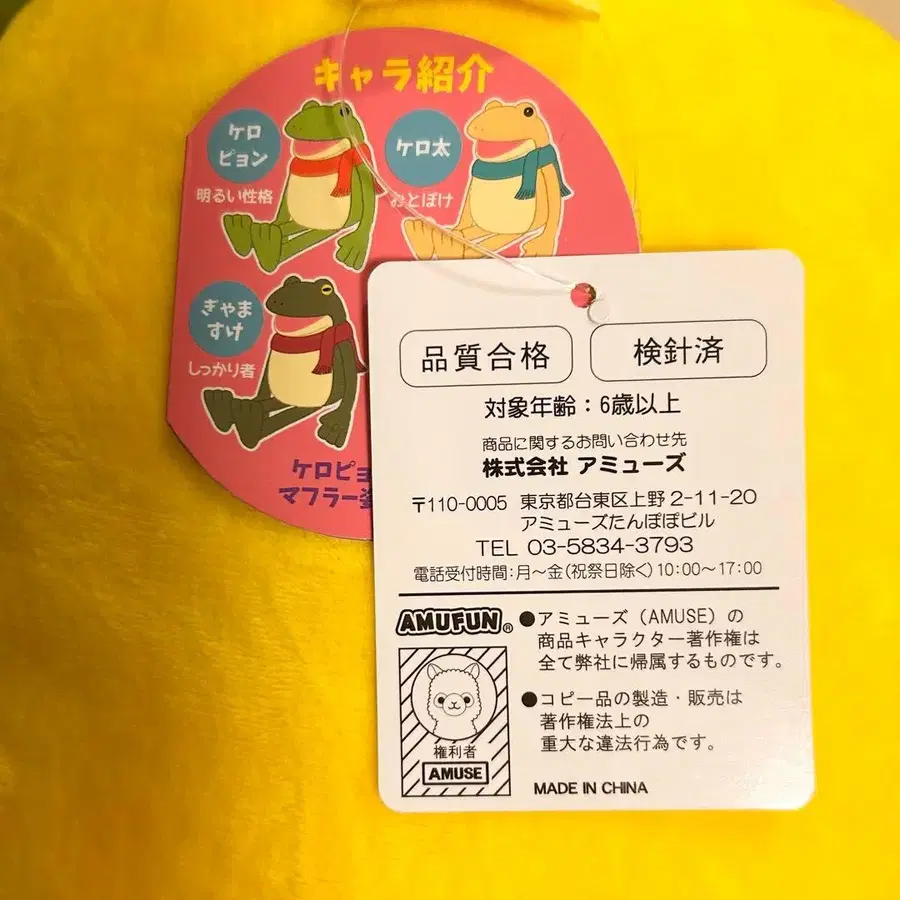 キャラ紹介
ケロ
ピョン
明るい性格
ケロ太
おとぼけ
ぎゃま
すけ
しっかり者
ケロピョ
マフラー姿
品質合格
検針済
対象年齢：6歳以上
商品に関するお問い合わせ先
株式会社 アミューズ
〒110-0005 東京都台東区上野2-11-20
アミューズたんぽぽビル
TEL 03-5834-3793
電話受付時間：月～金（祝祭日除く）10:00～17:00
AMUFUN®
●アミューズ（AMUSE）の
商品キャラクター著作権は
全て弊社に帰属するものです。
●コピー品の製造・販売は
著作権法上の
重大な違法行為です。
権利者
AMUSE
MADE IN CHINA